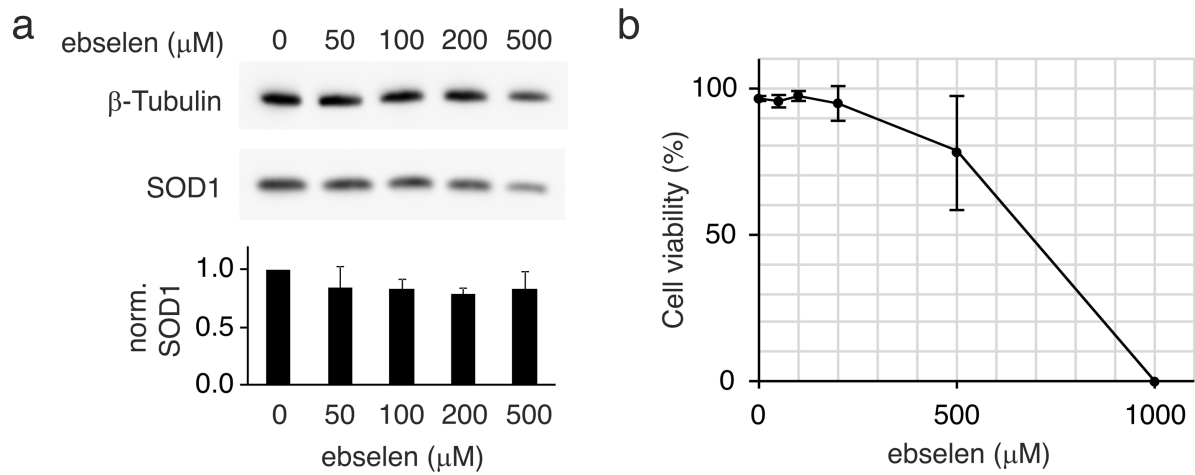 a
ebselen (μM) 0 50 100 200 500
β-Tubulin
SOD1
norm.
SOD1
1.0
0.5
0.0
0 50 100 200 500
ebselen (μM)
b
Cell viability (%)
100
50
0
0 500 1000
ebselen (μM)